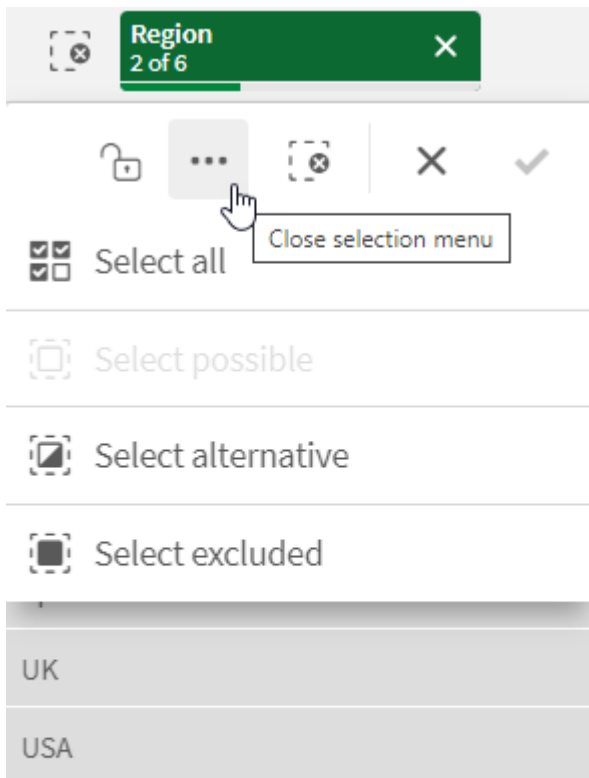 Region
2 of 6
Close selection menu
Select all
Select possible
Select alternative
Select excluded
UK
USA